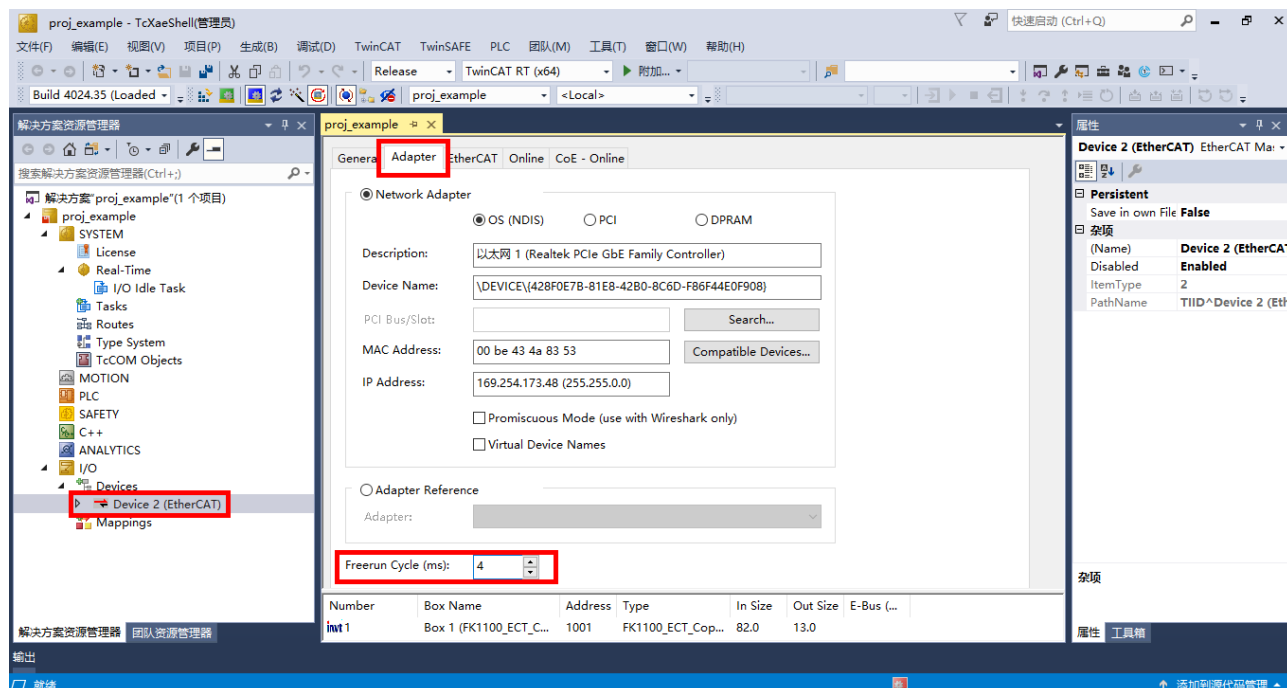 proj_example - TcXaeShell(管理员)
快速启动 (Ctrl+Q)
文件(F) 编辑(E) 视图(V) 项目(P) 生成(B) 调试(D) TwinCAT TwinSAFE PLC 团队(M) 工具(T) 窗口(W) 帮助(H)
Release TwinCAT RT (x64) 附加...
Build 4024.35 (Loaded proj_example <Local>
解决方案资源管理器
搜索解决方案资源管理器(Ctrl+;)
解决方案"proj_example"(1 个项目)
proj_example
SYSTEM
License
Real-Time
I/O Idle Task
Tasks
Routes
Type System
TcCOM Objects
MOTION
PLC
SAFETY
C++
ANALYTICS
I/O
Devices
Device 2 (EtherCAT)
Mappings
解决方案资源管理器 团队资源管理器
proj_example
Genera Adapter EtherCAT Online CoE - Online
Network Adapter
OS (NDIS) PCI DPRAM
Description: 以太网 1 (Realtek PCIe GbE Family Controller)
Device Name: \DEVICE\{428F0E7B-81E8-42B0-8C6D-F86F44E0F908}
PCI Bus/Slot: Search...
MAC Address: 00 be 43 4a 83 53 Compatible Devices...
IP Address: 169.254.173.48 (255.255.0.0)
Promiscuous Mode (use with Wireshark only)
Virtual Device Names
Adapter Reference
Adapter:
Freerun Cycle (ms): 4
Number Box Name Address Type In Size Out Size E-Bus (...
invt 1 Box 1 (FK1100_ECT_C... 1001 FK1100_ECT_Cop... 82.0 13.0
属性
Device 2 (EtherCAT) EtherCAT Ma
Persistent
Save in own File False
杂项
(Name) Device 2 (EtherCAT
Disabled Enabled
ItemType 2
PathName TIID^Device 2 (Eth
杂项
属性 工具箱
输出
就绪
添加到源代码管理